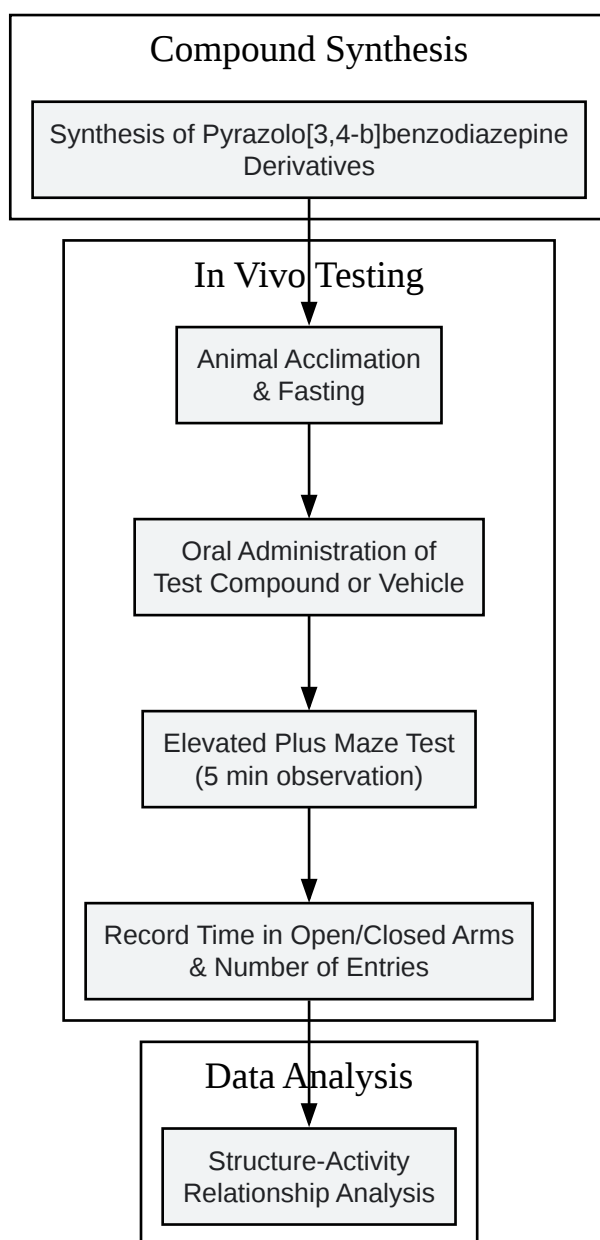 Compound Synthesis
Synthesis of Pyrazolo[3,4-b]benzodiazepine
Derivatives
In Vivo Testing
Animal Acclimation
& Fasting
Oral Administration of
Test Compound or Vehicle
Elevated Plus Maze Test
(5 min observation)
Record Time in Open/Closed Arms
& Number of Entries
Data Analysis
Structure-Activity
Relationship Analysis